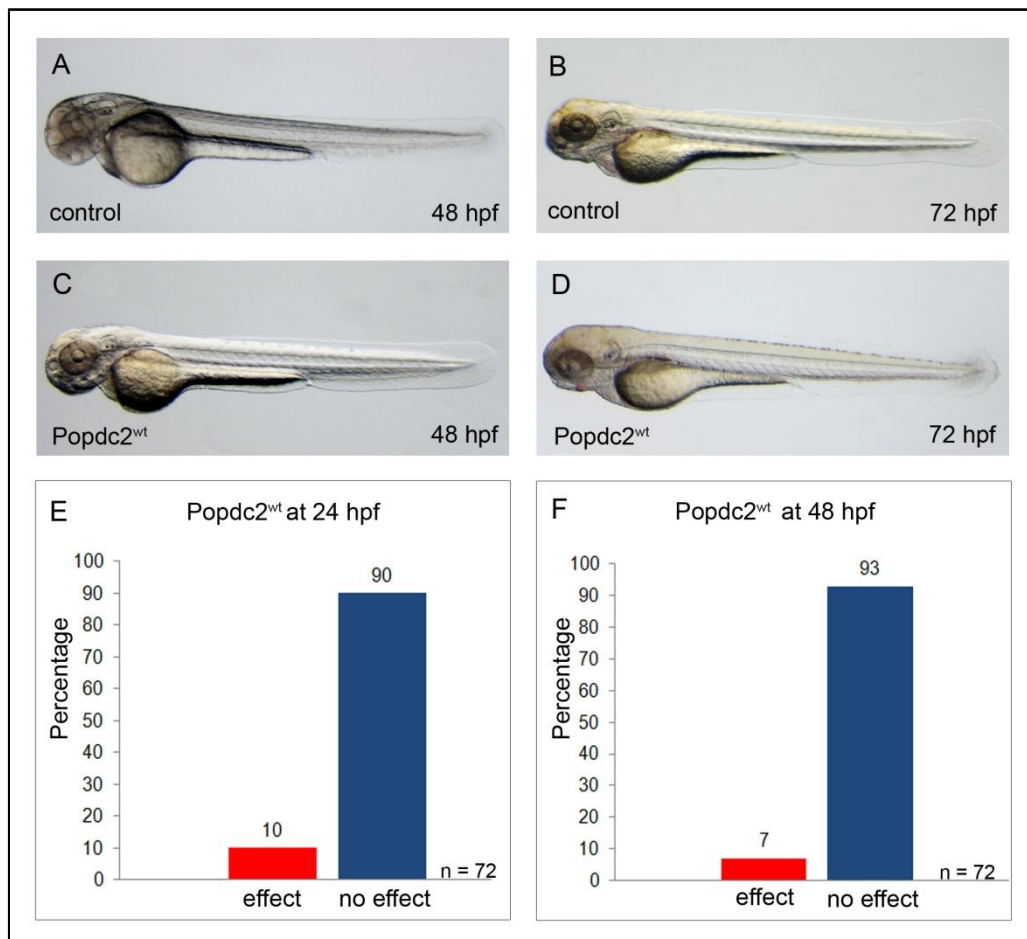 A
control 48 hpf
B
control 72 hpf
C
Popdc2wt 48 hpf
D
Popdc2wt 72 hpf
E
Popdc2wt at 24 hpf
Percentage
100
90
80
70
60
50
40
30
20
10
0
10
90
effect no effect
n = 72
F
Popdc2wt at 48 hpf
Percentage
100
90
80
70
60
50
40
30
20
10
0
7
93
effect no effect
n = 72